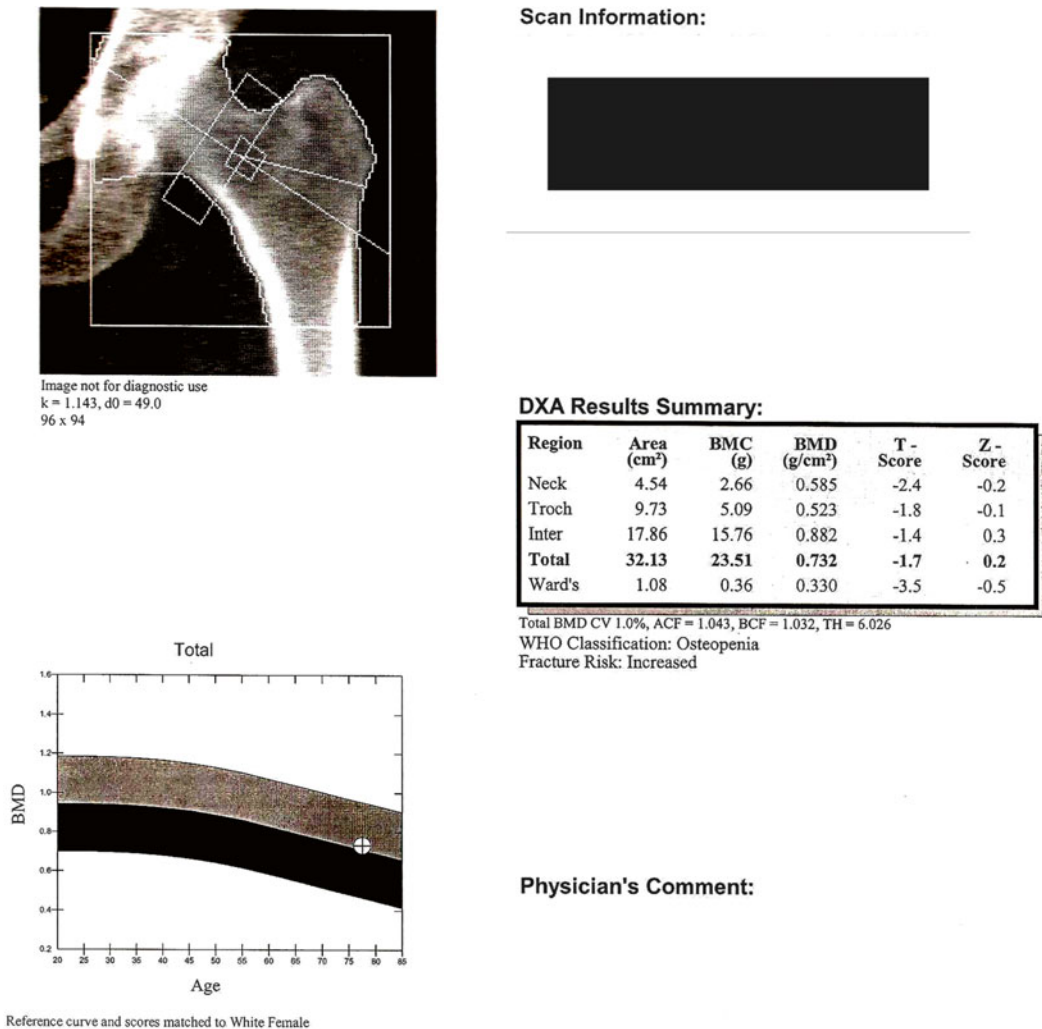 Scan Information:
Image not for diagnostic use
k = 1.143, d0 = 49.0
96 x 94
DXA Results Summary:
Region Area (cm²) BMC (g) BMD (g/cm²) T - Score Z - Score
Neck 4.54 2.66 0.585 -2.4 -0.2
Troch 9.73 5.09 0.523 -1.8 -0.1
Inter 17.86 15.76 0.882 -1.4 0.3
Total 32.13 23.51 0.732 -1.7 0.2
Ward's 1.08 0.36 0.330 -3.5 -0.5
Total BMD CV 1.0%, ACF = 1.043, BCF = 1.032, TH = 6.026
WHO Classification: Osteopenia
Fracture Risk: Increased
Total
1.6
1.4
1.2
1.0
0.8
0.6
0.4
0.2
BMD
20 25 30 35 40 45 50 55 60 65 70 75 80 85
Age
Physician's Comment:
Reference curve and scores matched to White Female